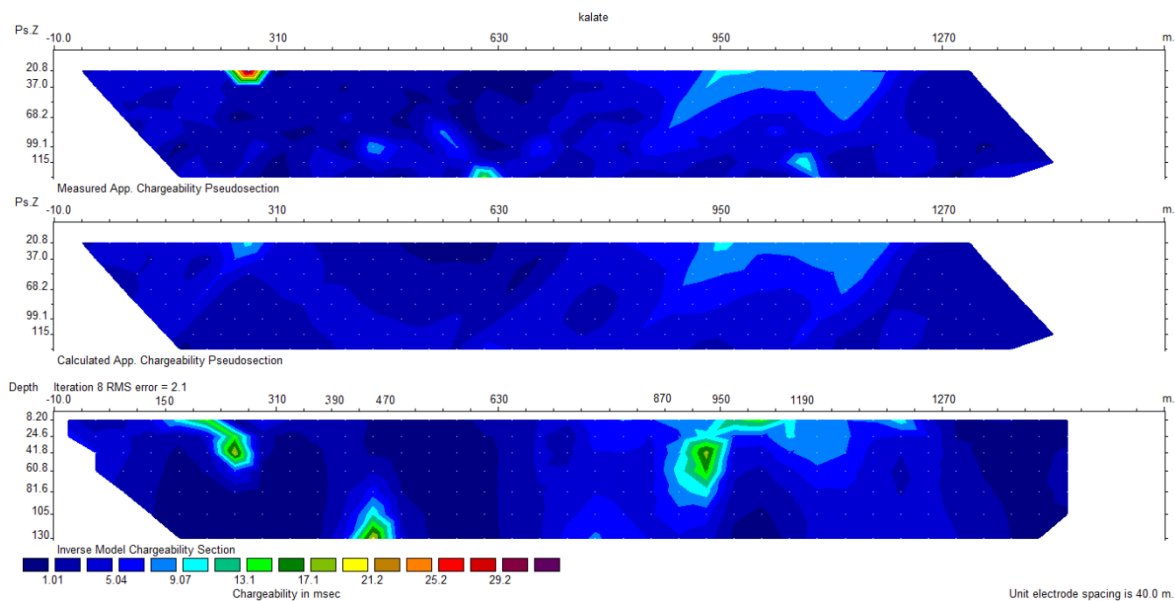 kalate
Ps.Z -10.0 310 630 950 1270 m.
20.8
37.0
68.2
99.1
115
Measured App. Chargeability Pseudosection
Ps.Z -10.0 310 630 950 1270 m.
20.8
37.0
68.2
99.1
115
Calculated App. Chargeability Pseudosection
Depth Iteration 8 RMS error = 2.1
-10.0 150 310 390 470 630 870 950 1190 1270 m.
8.20
24.6
41.8
60.8
81.6
105
130
Inverse Model Chargeability Section
1.01 5.04 9.07 13.1 17.1 21.2 25.2 29.2
Chargeability in msec
Unit electrode spacing is 40.0 m.